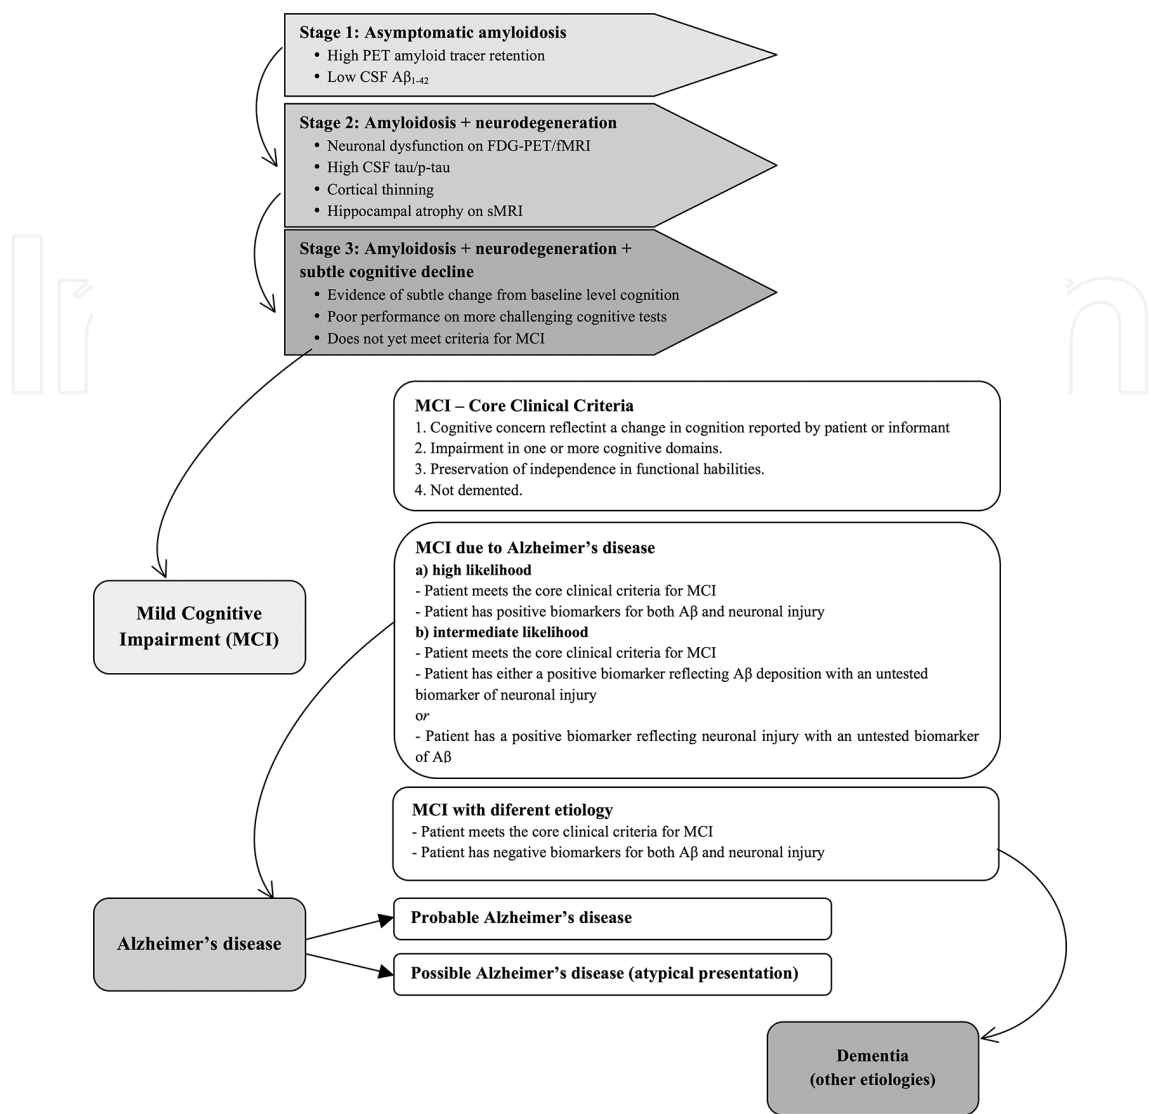 Stage 1: Asymptomatic amyloidosis
• High PET amyloid tracer retention
• Low CSF Aβ₁₋₄₂
Stage 2: Amyloidosis + neurodegeneration
• Neuronal dysfunction on FDG-PET/fMRI
• High CSF tau/p-tau
• Cortical thinning
• Hippocampal atrophy on sMRI
Stage 3: Amyloidosis + neurodegeneration +
subtle cognitive decline
• Evidence of subtle change from baseline level cognition
• Poor performance on more challenging cognitive tests
• Does not yet meet criteria for MCI
MCI – Core Clinical Criteria
1. Cognitive concern reflectint a change in cognition reported by patient or informant
2. Impairment in one or more cognitive domains.
3. Preservation of independence in functional habilities.
4. Not demented.
Mild Cognitive
Impairment (MCI)
MCI due to Alzheimer’s disease
a) high likelihood
- Patient meets the core clinical criteria for MCI
- Patient has positive biomarkers for both Aβ and neuronal injury
b) intermediate likelihood
- Patient meets the core clinical criteria for MCI
- Patient has either a positive biomarker reflecting Aβ deposition with an untested
biomarker of neuronal injury
or
- Patient has a positive biomarker reflecting neuronal injury with an untested biomarker
of Aβ
MCI with diferent etiology
- Patient meets the core clinical criteria for MCI
- Patient has negative biomarkers for both Aβ and neuronal injury
Alzheimer’s disease
Probable Alzheimer’s disease
Possible Alzheimer’s disease (atypical presentation)
Dementia
(other etiologies)